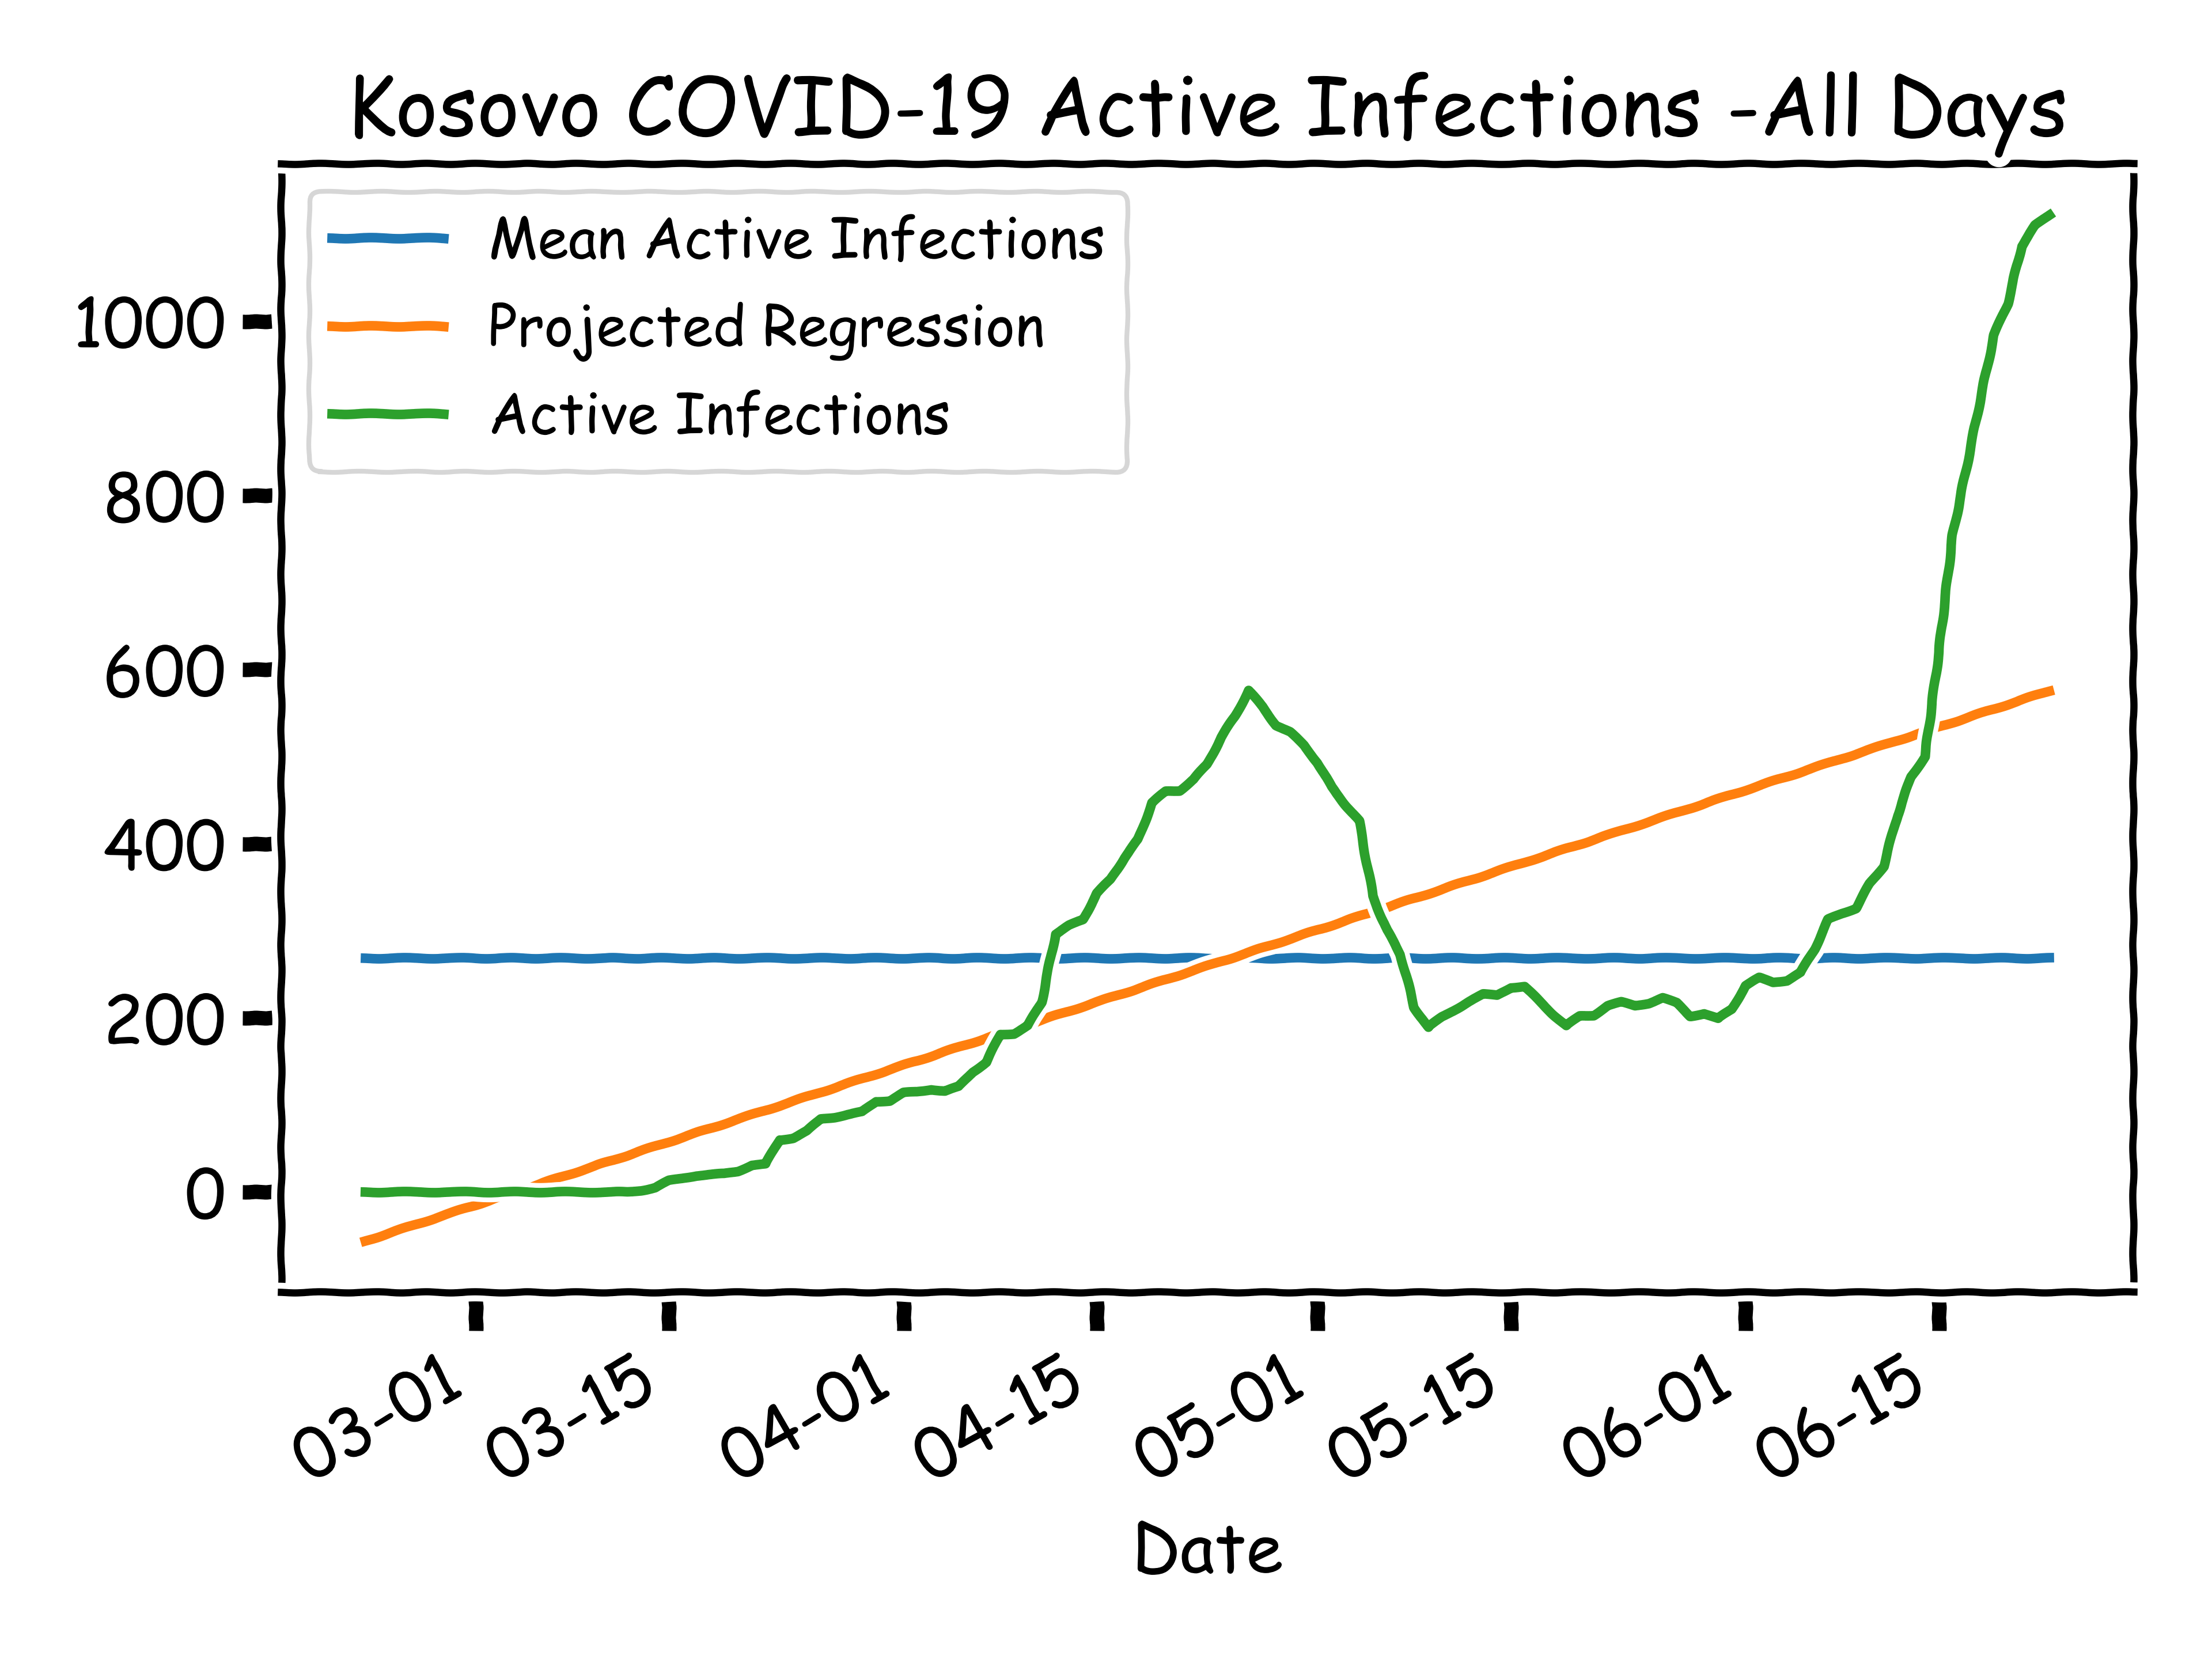 Kosovo COVID-19 Active Infections -All Days
Mean Active Infections
Projected Regression
Active Infections
1000
800
600
400
200
0
03-01
03-15
04-01
04-15
05-01
05-15
06-01
06-15
Date